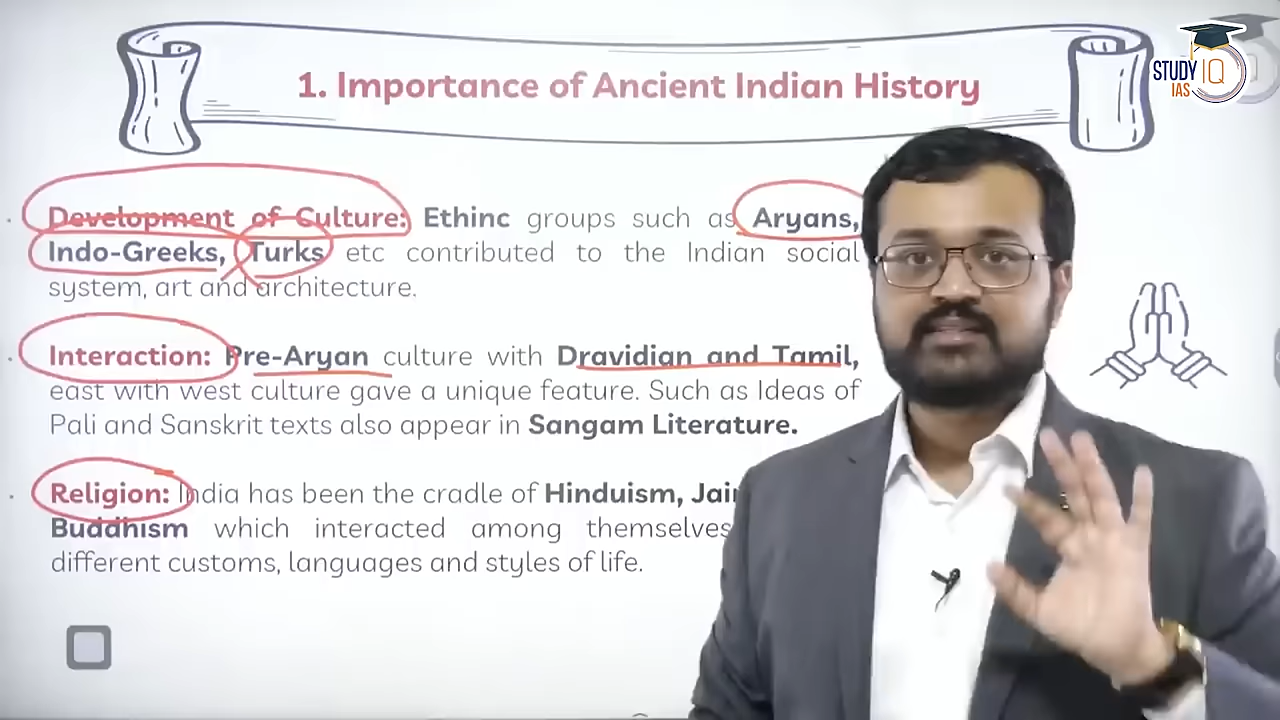 1. Importance of Ancient Indian History
STUDY IQ
IAS
Development of Culture: Ethinc groups such as Aryans,
Indo-Greeks, Turks etc contributed to the Indian social
system, art and architecture.
Interaction: Pre-Aryan culture with Dravidian and Tamil,
east with west culture gave a unique feature. Such as Ideas of
Pali and Sanskrit texts also appear in Sangam Literature.
Religion: India has been the cradle of Hinduism,
Buddhism which interacted among themselves
different customs, languages and styles of life.